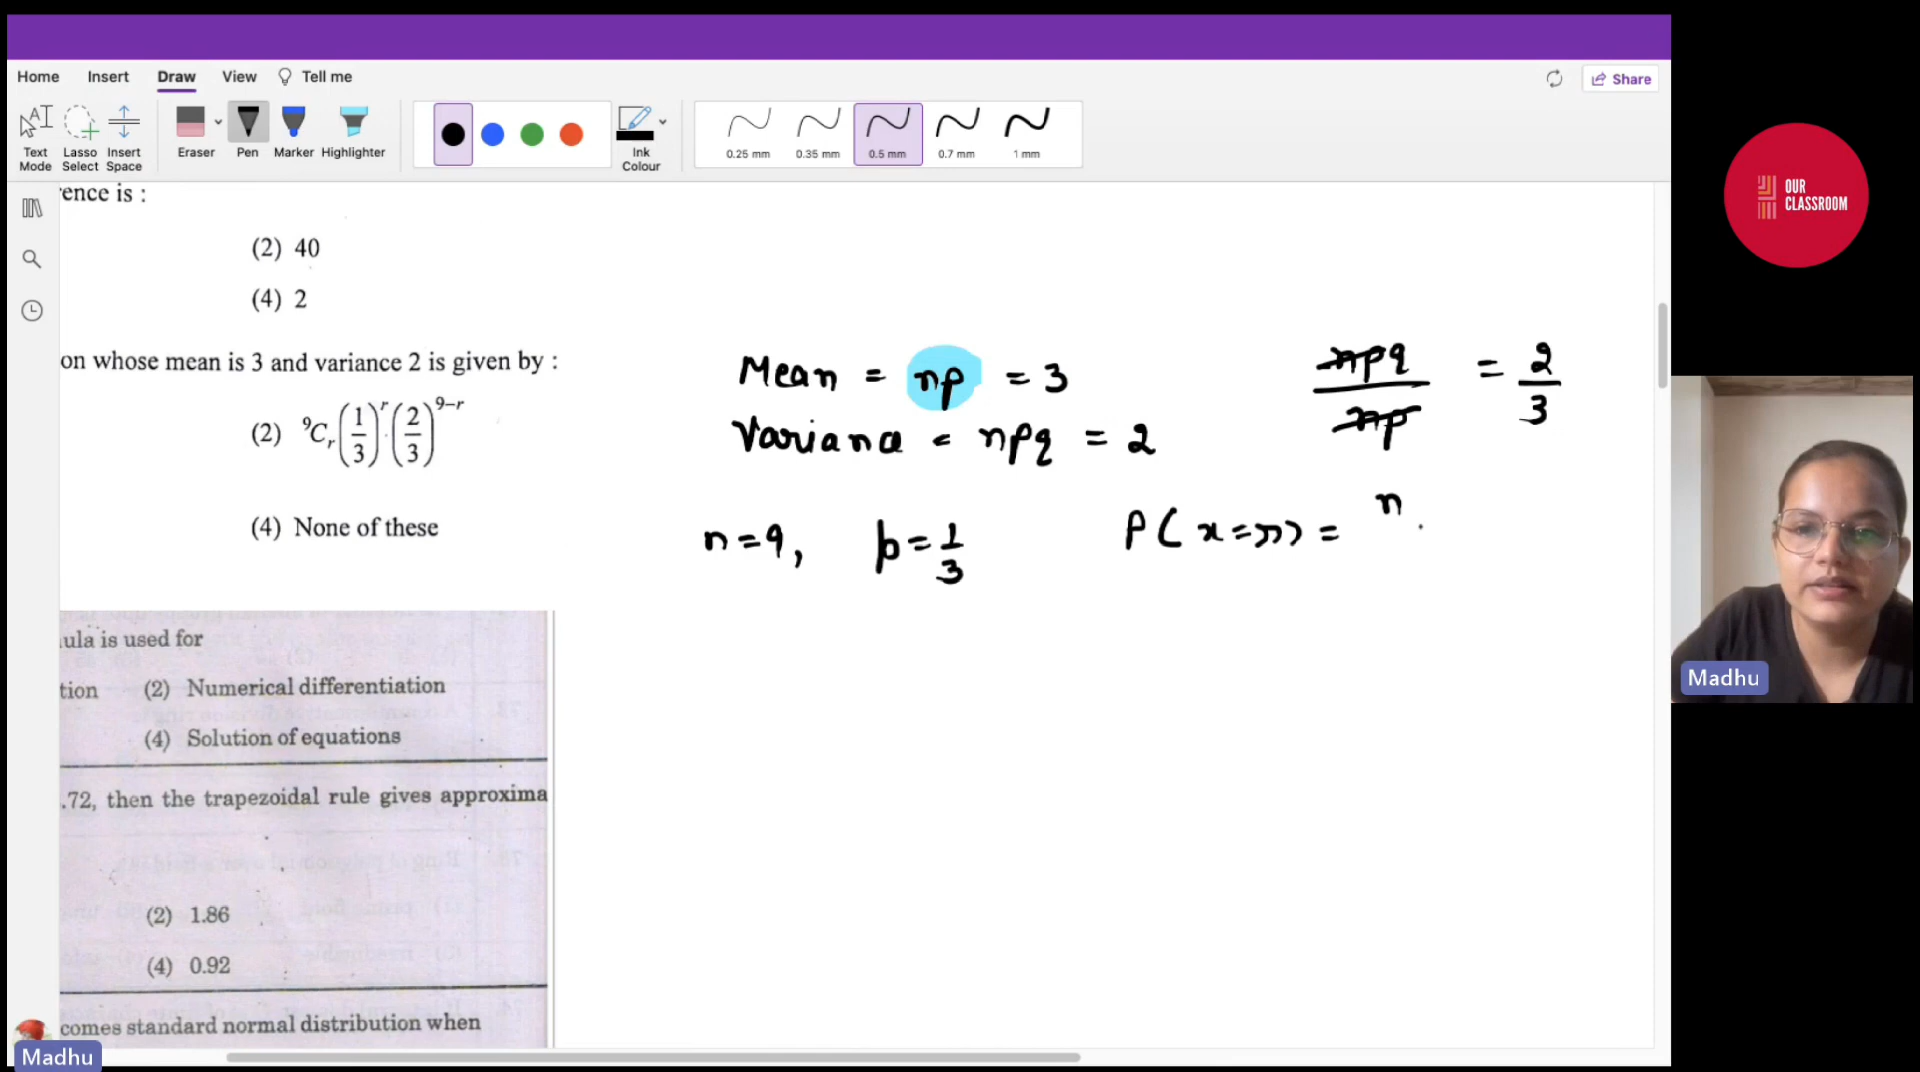 Home Insert Draw View Tell me
Share
Text Mode
Lasso Select
Insert Space
Eraser
Pen
Marker
Highlighter
Ink Colour
0.25 mm 0.35 mm 0.5 mm 0.7 mm 1 mm
OUR CLASSROOM
rence is :
(2) 40
(4) 2
on whose mean is 3 and variance 2 is given by :
(2) ⁹Cᵣ (1/3)^r (2/3)^(9−r)
(4) None of these
Mean = np = 3
Variance = npq = 2
npq/np = 2/3
n = 9, p = 1/3
P(x=r) = n
ula is used for
tion (2) Numerical differentiation
(4) Solution of equations
.72, then the trapezoidal rule gives approxima
(2) 1.86
(4) 0.92
comes standard normal distribution when
Madhu
Madhu